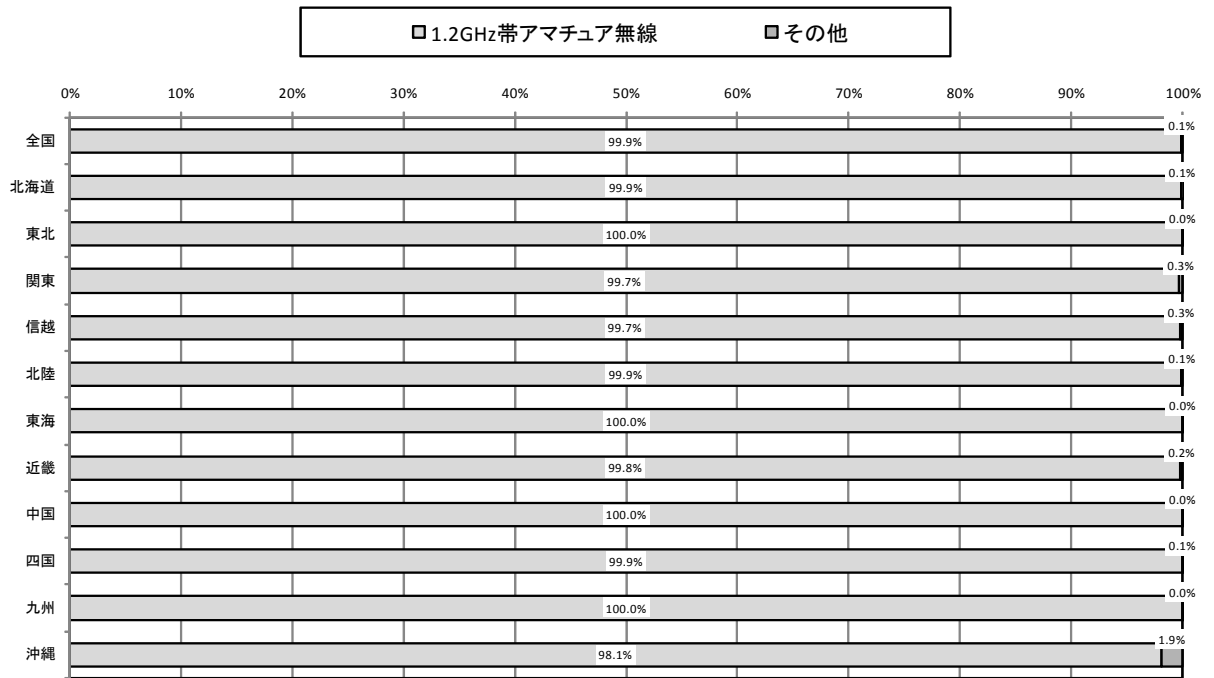 1.2GHz帯アマチュア無線 その他
0% 10% 20% 30% 40% 50% 60% 70% 80% 90% 100%
全国 99.9% 0.1%
北海道 99.9% 0.1%
東北 100.0% 0.0%
関東 99.7% 0.3%
信越 99.7% 0.3%
北陸 99.9% 0.1%
東海 100.0% 0.0%
近畿 99.8% 0.2%
中国 100.0% 0.0%
四国 99.9% 0.1%
九州 100.0% 0.0%
沖縄 98.1% 1.9%